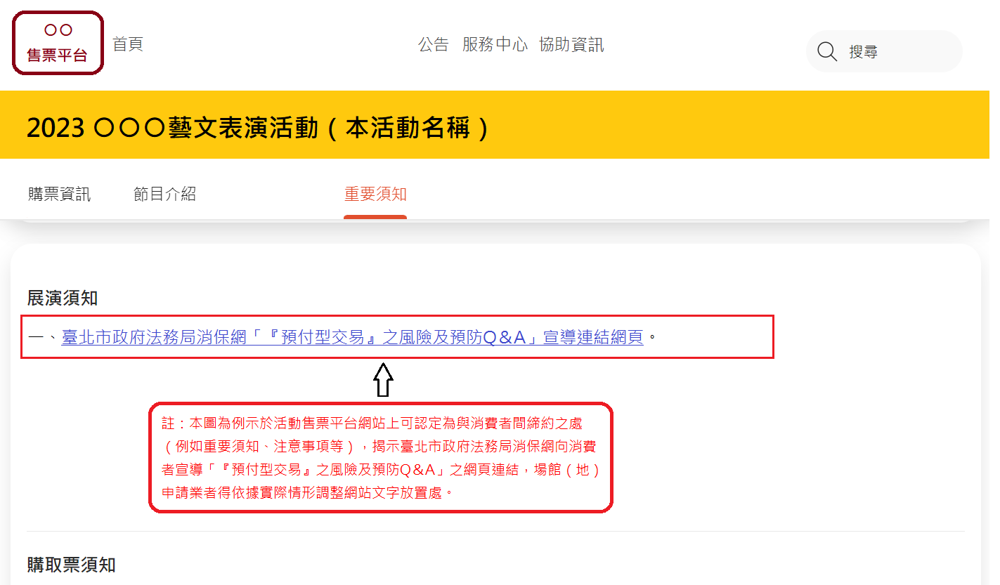 ○○
售票平台
首頁
公告 服務中心 協助資訊
搜尋
2023 ○○○藝文表演活動（本活動名稱）
購票資訊 節目介紹 重要須知
展演須知
一、臺北市政府法務局消保網「『預付型交易』之風險及預防Q&A」宣導連結網頁。
註：本圖為例示於活動售票平台網站上可認定為與消費者間締約之處
（例如重要須知、注意事項等），揭示臺北市政府法務局消保網向消費
者宣導「『預付型交易』之風險及預防Q&A」之網頁連結，場館（地）
申請業者得依據實際情形調整網站文字放置處。
購取票須知